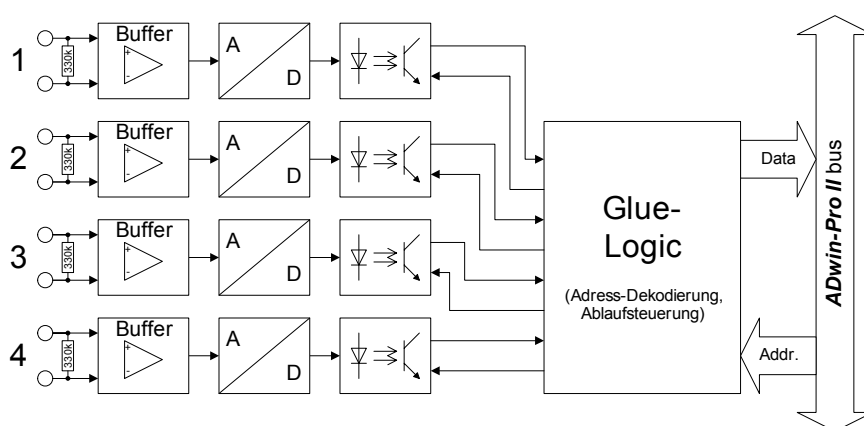 1
330k
Buffer
+
-
A
D
2
330k
Buffer
+
-
A
D
3
330k
Buffer
+
-
A
D
4
330k
Buffer
+
-
A
D
Glue-
Logic
(Adress-Dekodierung,
Ablaufsteuerung)
Data
Addr.
ADwin-Pro II bus